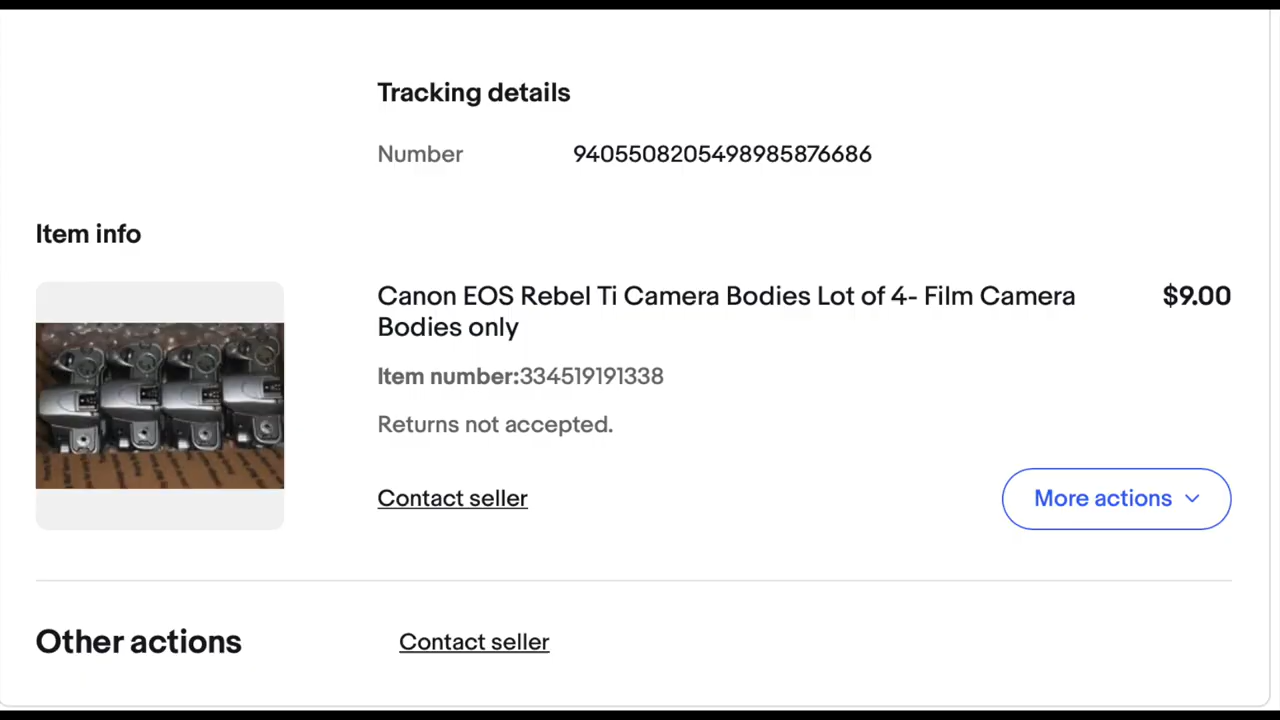 Tracking details
Number 9405508205498985876686
Item info
Canon EOS Rebel Ti Camera Bodies Lot of 4- Film Camera $9.00
Bodies only
Item number:334519191338
Returns not accepted.
Contact seller
More actions
Other actions
Contact seller